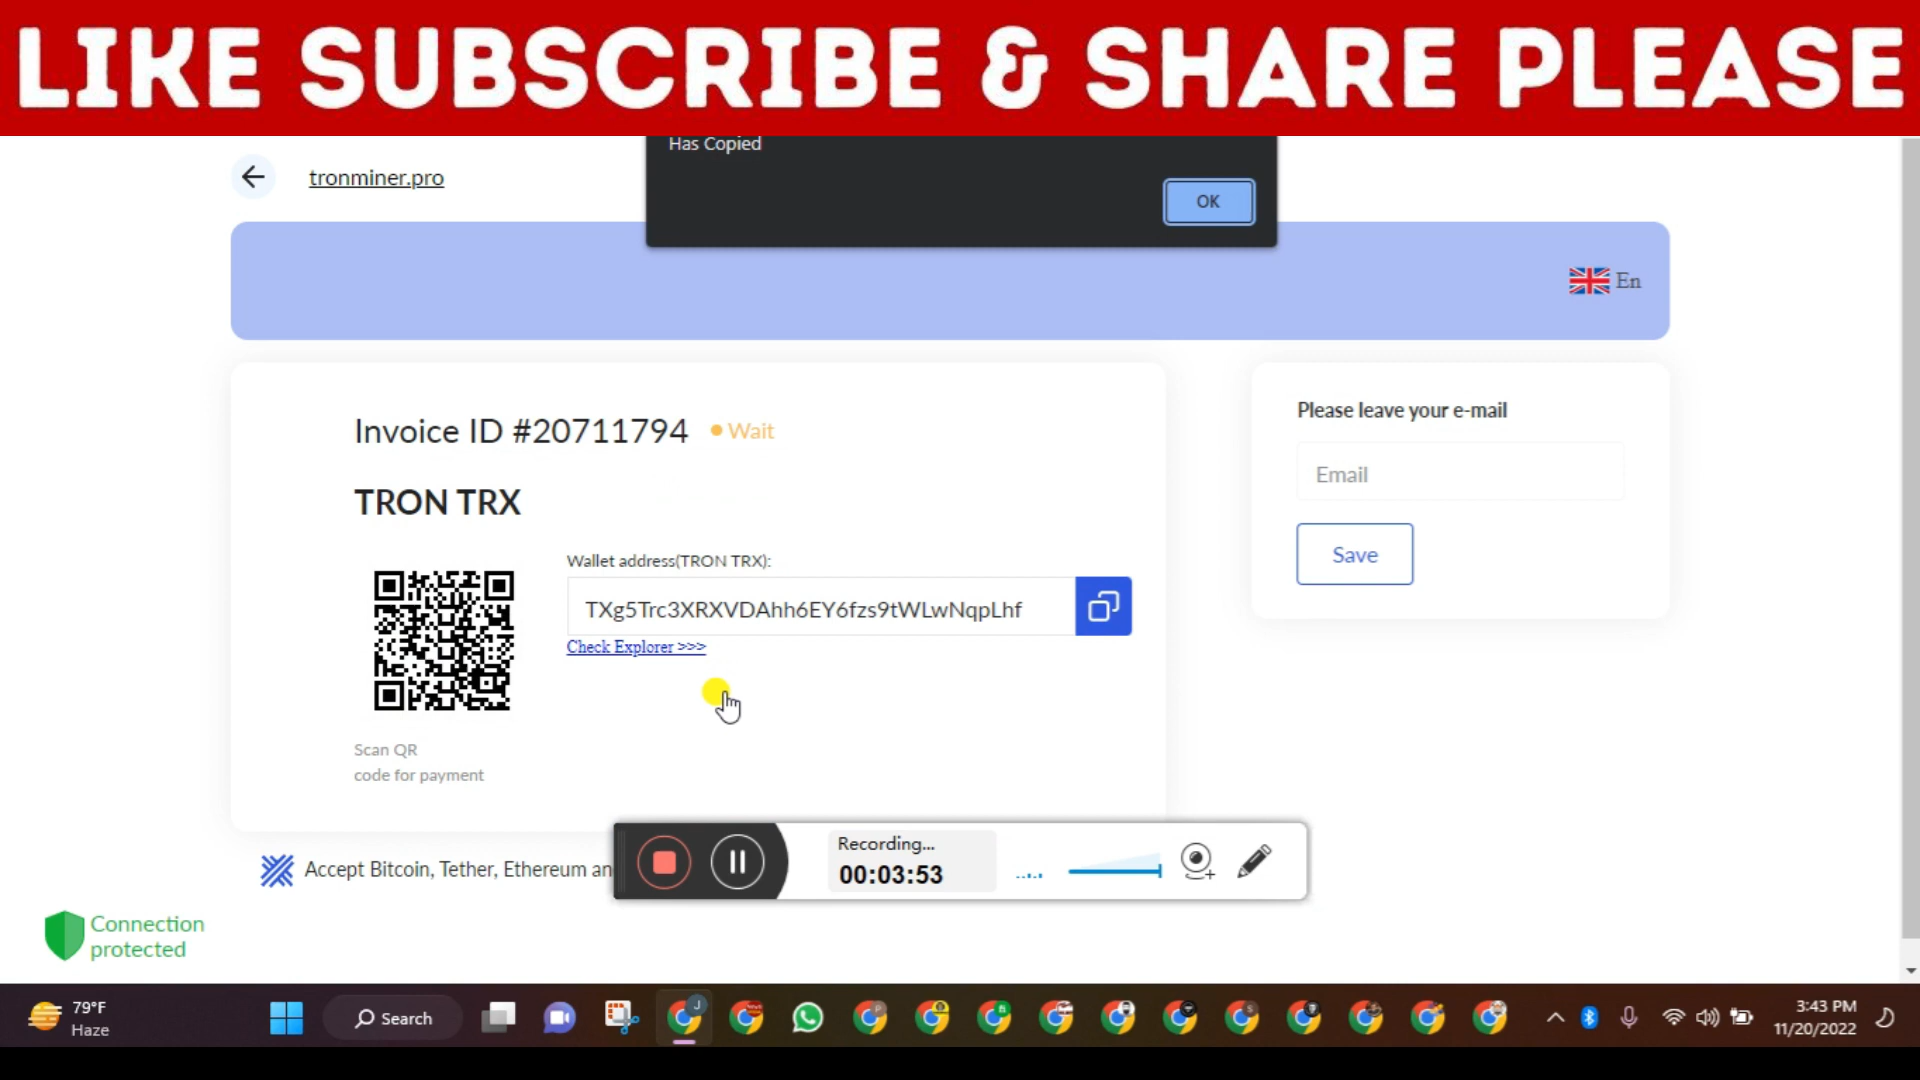 LIKE SUBSCRIBE & SHARE PLEASE
Has Copied
OK
tronminer.pro
En
Invoice ID #20711794
Wait
TRON TRX
Wallet address(TRON TRX):
TXg5Trc3XRXVDAhh6EY6fzs9tWLwNqpLhf
Check Explorer >>>
Scan QR
code for payment
Please leave your e-mail
Email
Save
Accept Bitcoin, Tether, Ethereum an
Recording...
00:03:53
Connection
protected
79°F
Haze
Search
3:43 PM
11/20/2022